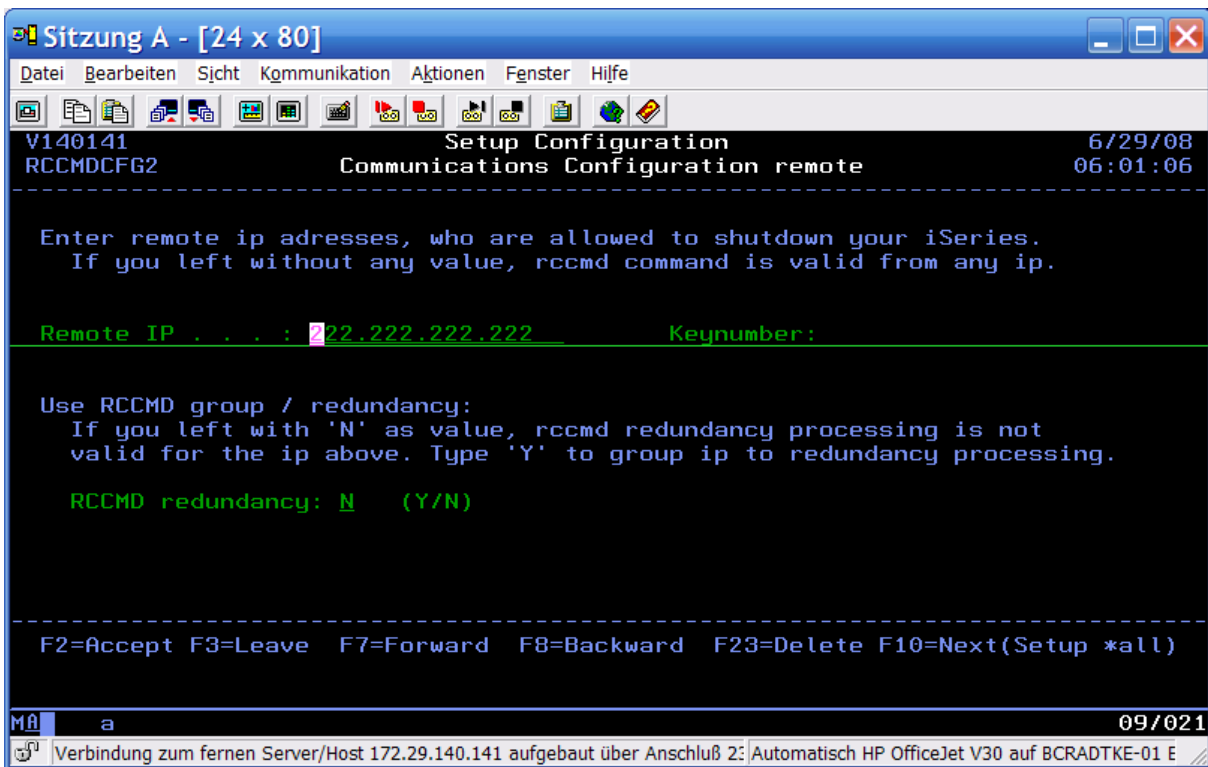 Sitzung A - [24 x 80]
Datei Bearbeiten Sicht Kommunikation Aktionen Fenster Hilfe
V140141 Setup Configuration 6/29/08
RCCMDCFG2 Communications Configuration remote 06:01:06
Enter remote ip adresses, who are allowed to shutdown your iSeries.
If you left without any value, rccmd command is valid from any ip.
Remote IP . . . . : 222.222.222.222 Keynumber:
Use RCCMD group / redundancy:
If you left with 'N' as value, rccmd redundancy processing is not
valid for the ip above. Type 'Y' to group ip to redundancy processing.
RCCMD redundancy: N (Y/N)
F2=Accept F3=Leave F7=Forward F8=Backward F23=Delete F10=Next(Setup *all)
MA a 09/021
Verbindung zum fernen Server/Host 172.29.140.141 aufgebaut über Anschluß 23 Automatisch HP OfficeJet V30 auf BCRADTKE-01 E